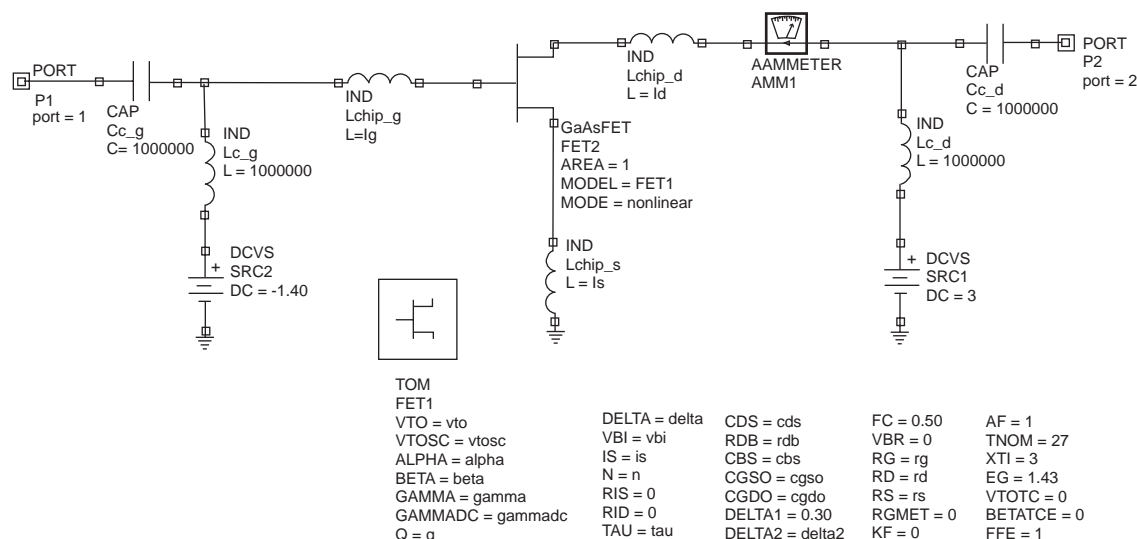 PORT
P1
port = 1
CAP
Cc_g
C= 1000000
IND
Lc_g
L = 1000000
DCVS
SRC2
DC = -1.40
+
IND
Lchip_g
L=Ig
IND
Lchip_d
L = Id
AAMMETER
AMM1
GaAsFET
FET2
AREA = 1
MODEL = FET1
MODE = nonlinear
IND
Lchip_s
L = Is
CAP
Cc_d
C = 1000000
PORT
P2
port = 2
IND
Lc_d
L = 1000000
+
DCVS
SRC1
DC = 3
TOM
FET1
VTO = vto
VTOSC = vtosc
ALPHA = alpha
BETA = beta
GAMMA = gamma
GAMMADC = gammadc
Q = q
DELTA = delta
VBI = vbi
IS = is
N = n
RIS = 0
RID = 0
TAU = tau
CDS = cds
RDB = rdb
CBS = cbs
CGSO = cgso
CGDO = cgdo
DELTA1 = 0.30
DELTA2 = delta2
FC = 0.50
VBR = 0
RG = rg
RD = rd
RS = rs
RGMET = 0
KF = 0
AF = 1
TNOM = 27
XTI = 3
EG = 1.43
VTOTC = 0
BETATCE = 0
FFE = 1